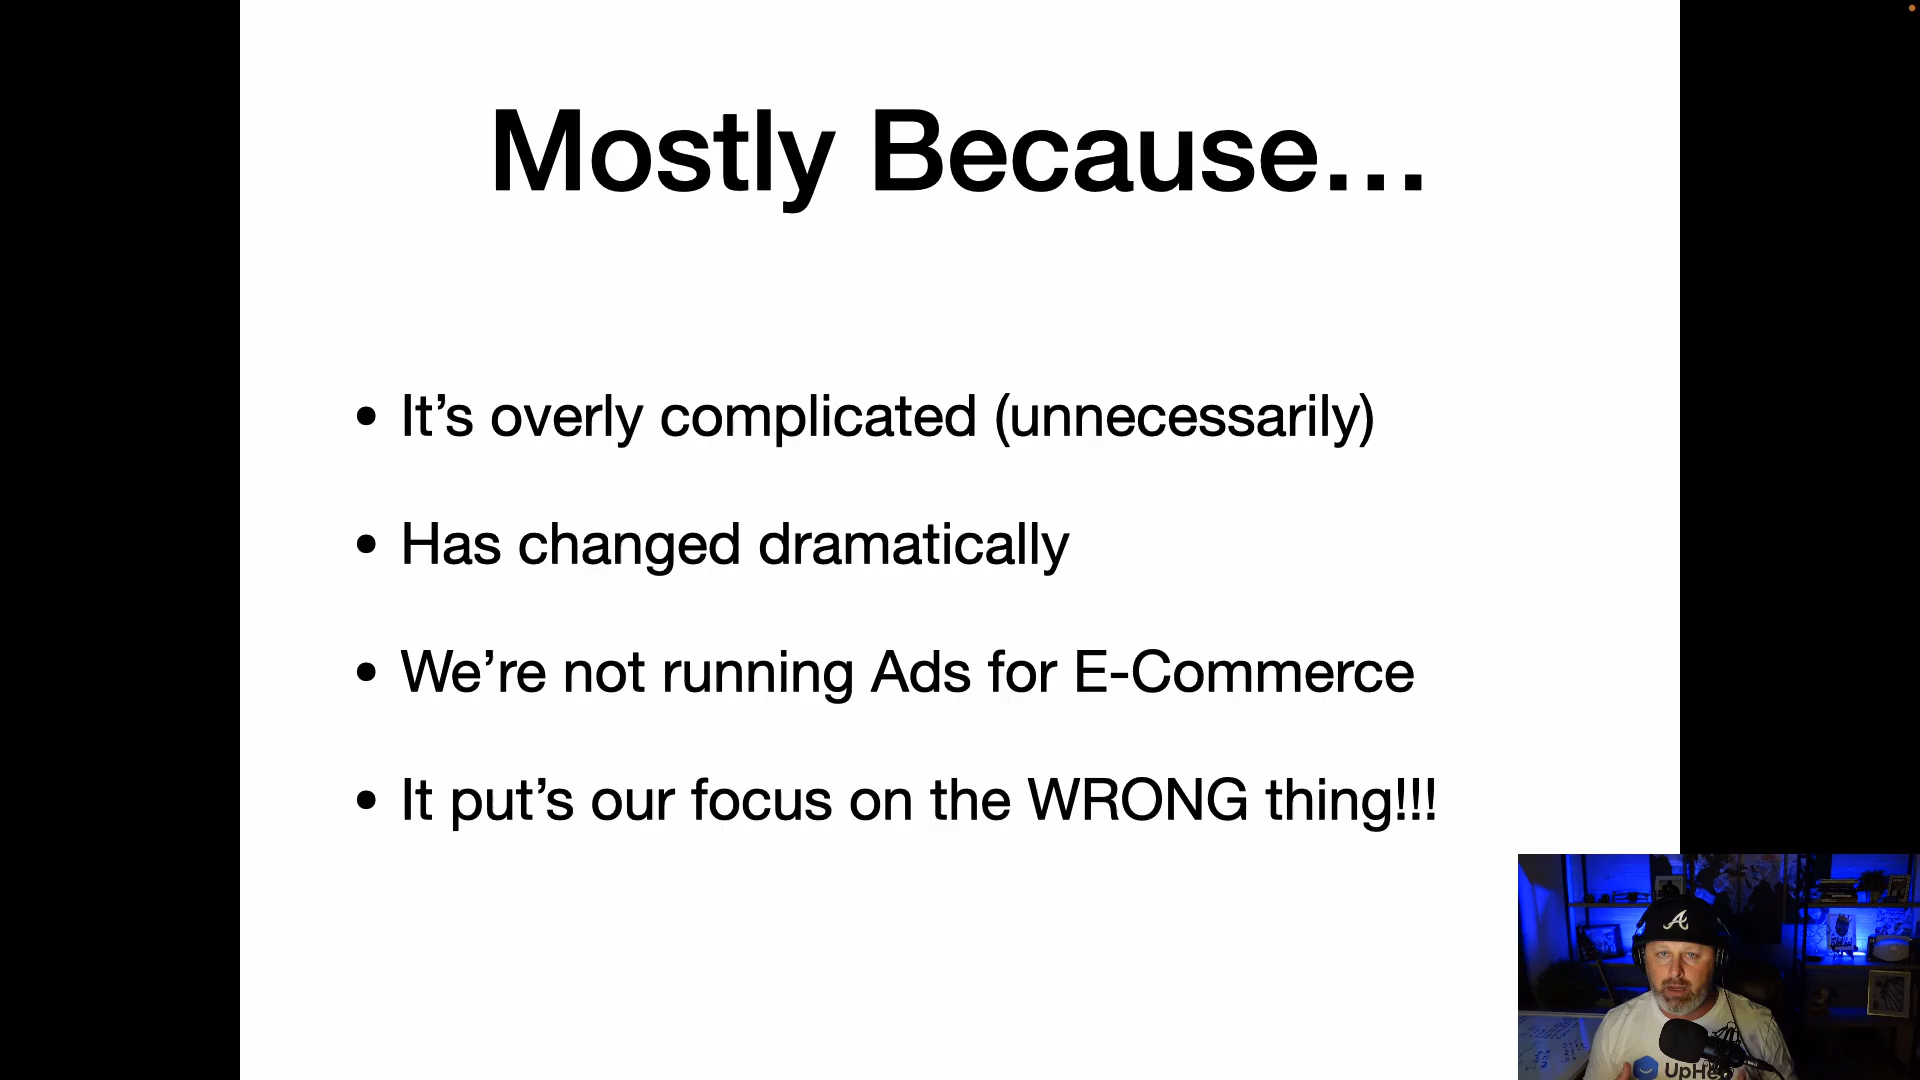 Mostly Because…
• It’s overly complicated (unnecessarily)
• Has changed dramatically
• We’re not running Ads for E-Commerce
• It put’s our focus on the WRONG thing!!!
A